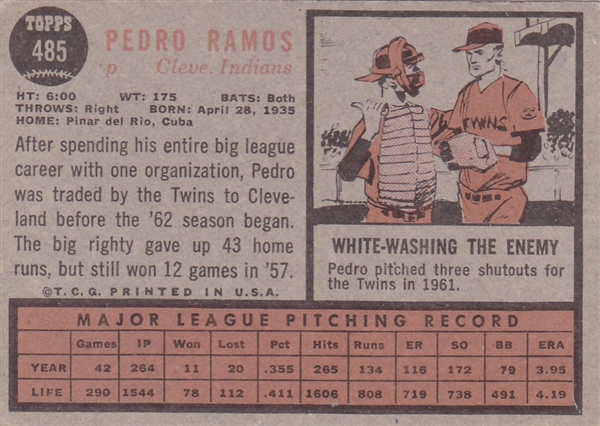 TOPPS
485
PEDRO RAMOS
p Cleve. Indians
HT: 6:00 WT: 175 BATS: Both
THROWS: Right BORN: April 28, 1935
HOME: Pinar del Rio, Cuba
After spending his entire big league
career with one organization, Pedro
was traded by the Twins to Cleve-
land before the '62 season began.
The big righty gave up 43 home
runs, but still won 12 games in '57.
©T.C.G. PRINTED IN U.S.A.
TWINS
WHITE-WASHING THE ENEMY
Pedro pitched three shutouts for
the Twins in 1961.
MAJOR LEAGUE PITCHING RECORD
Games IP Won Lost Pct Hits Runs ER SO BB ERA
YEAR 42 264 11 20 .355 265 134 116 172 79 3.95
LIFE 290 1544 78 112 .411 1606 808 719 738 491 4.19